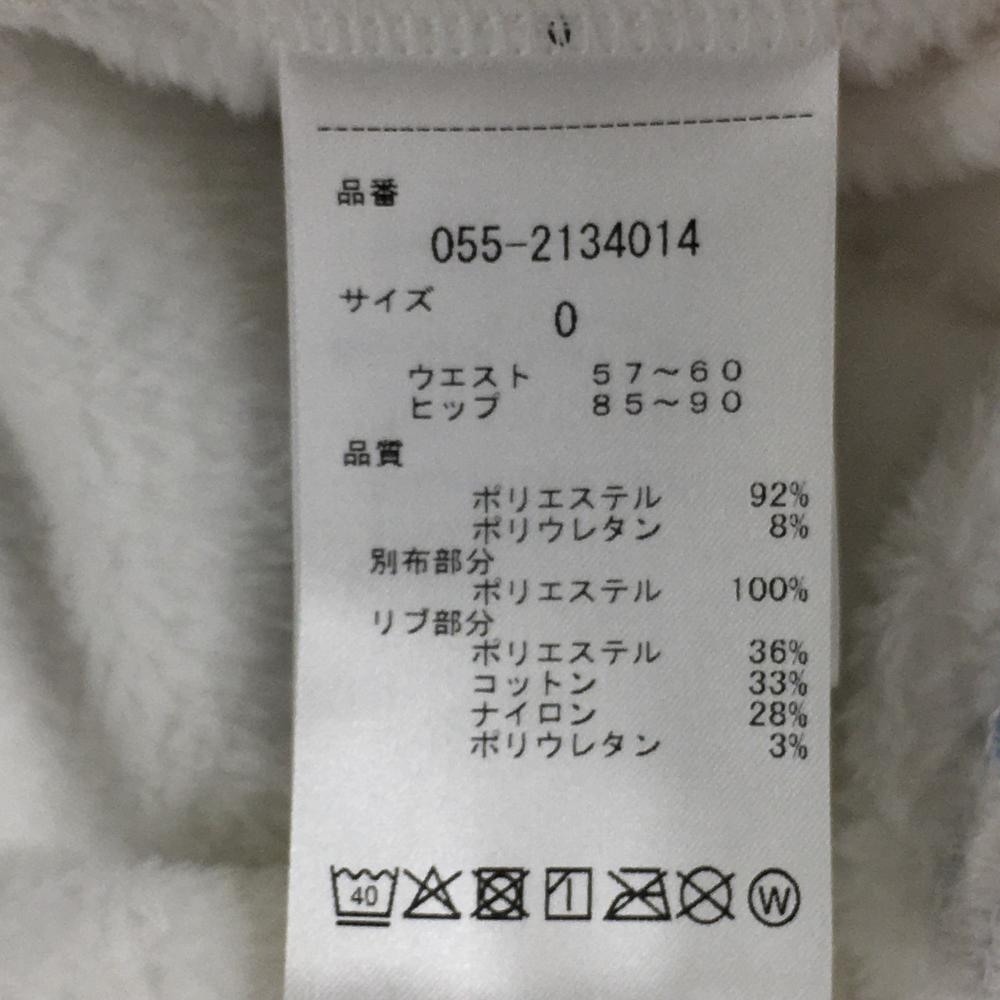 0
品番
055-2134014
サイズ
0
ウエスト 57～60
ヒップ 85～90
品質
ポリエステル 92%
ポリウレタン 8%
別布部分
ポリエステル 100%
リブ部分
ポリエステル 36%
コットン 33%
ナイロン 28%
ポリウレタン 3%
40 W